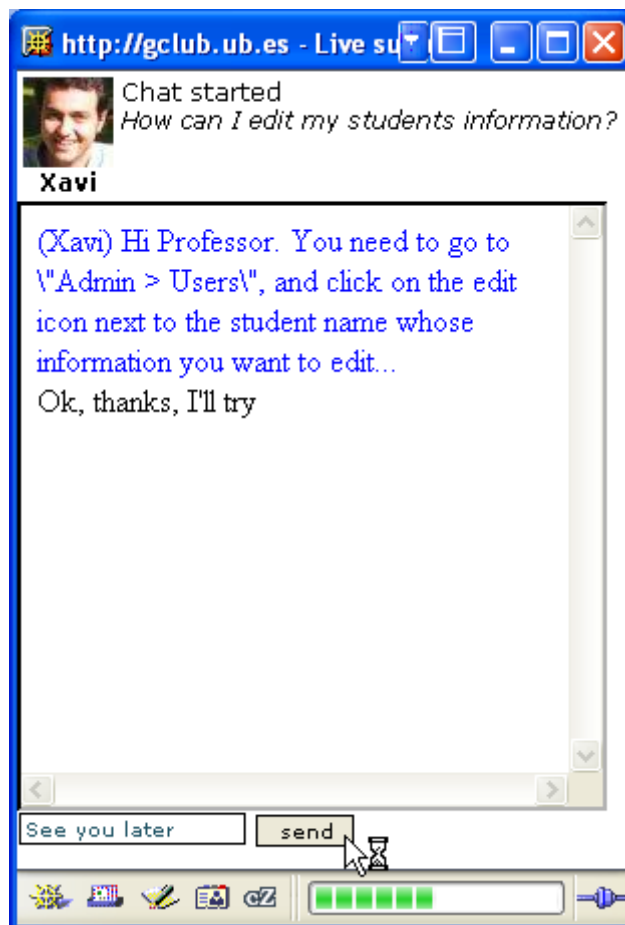 http://gclub.ub.es - Live su
Chat started
How can I edit my students information?
Xavi
(Xavi) Hi Professor. You need to go to
\"Admin > Users\", and click on the edit
icon next to the student name whose
information you want to edit...
Ok, thanks, I'll try
See you later
send
cZ